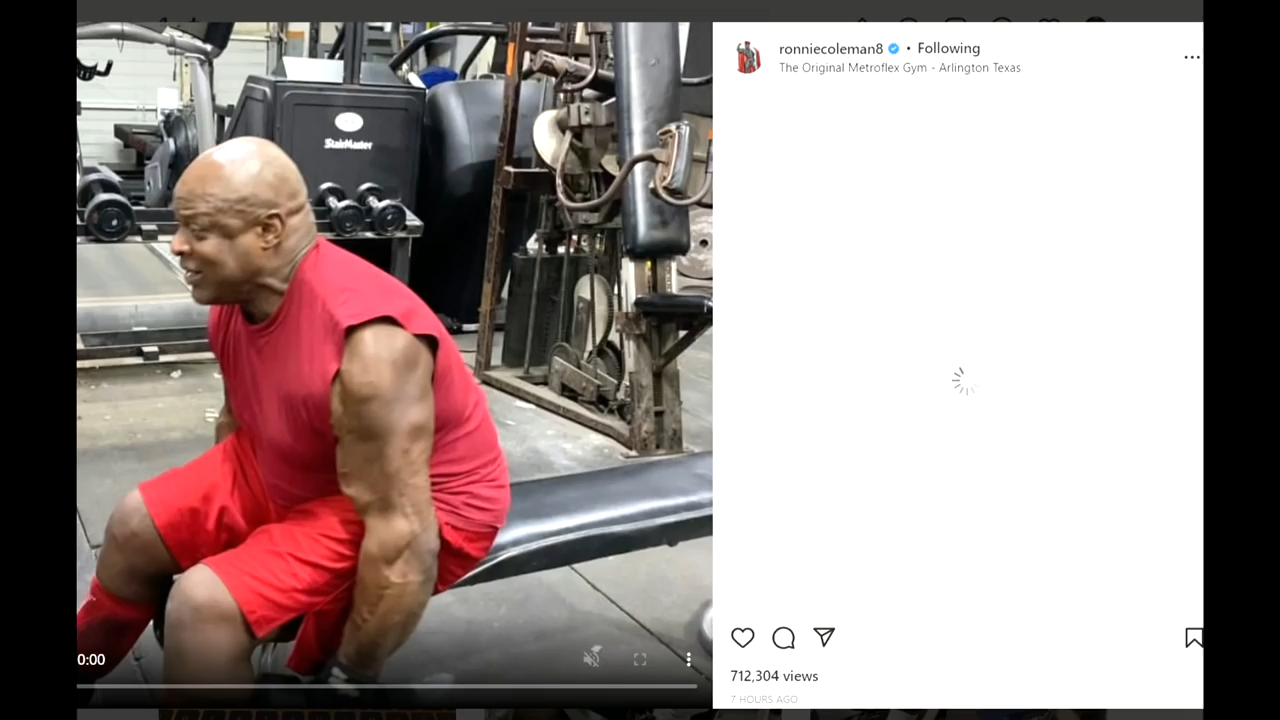 StairMaster
0:00
ronniecoleman8 • Following
The Original Metroflex Gym - Arlington Texas
712,304 views
7 HOURS AGO